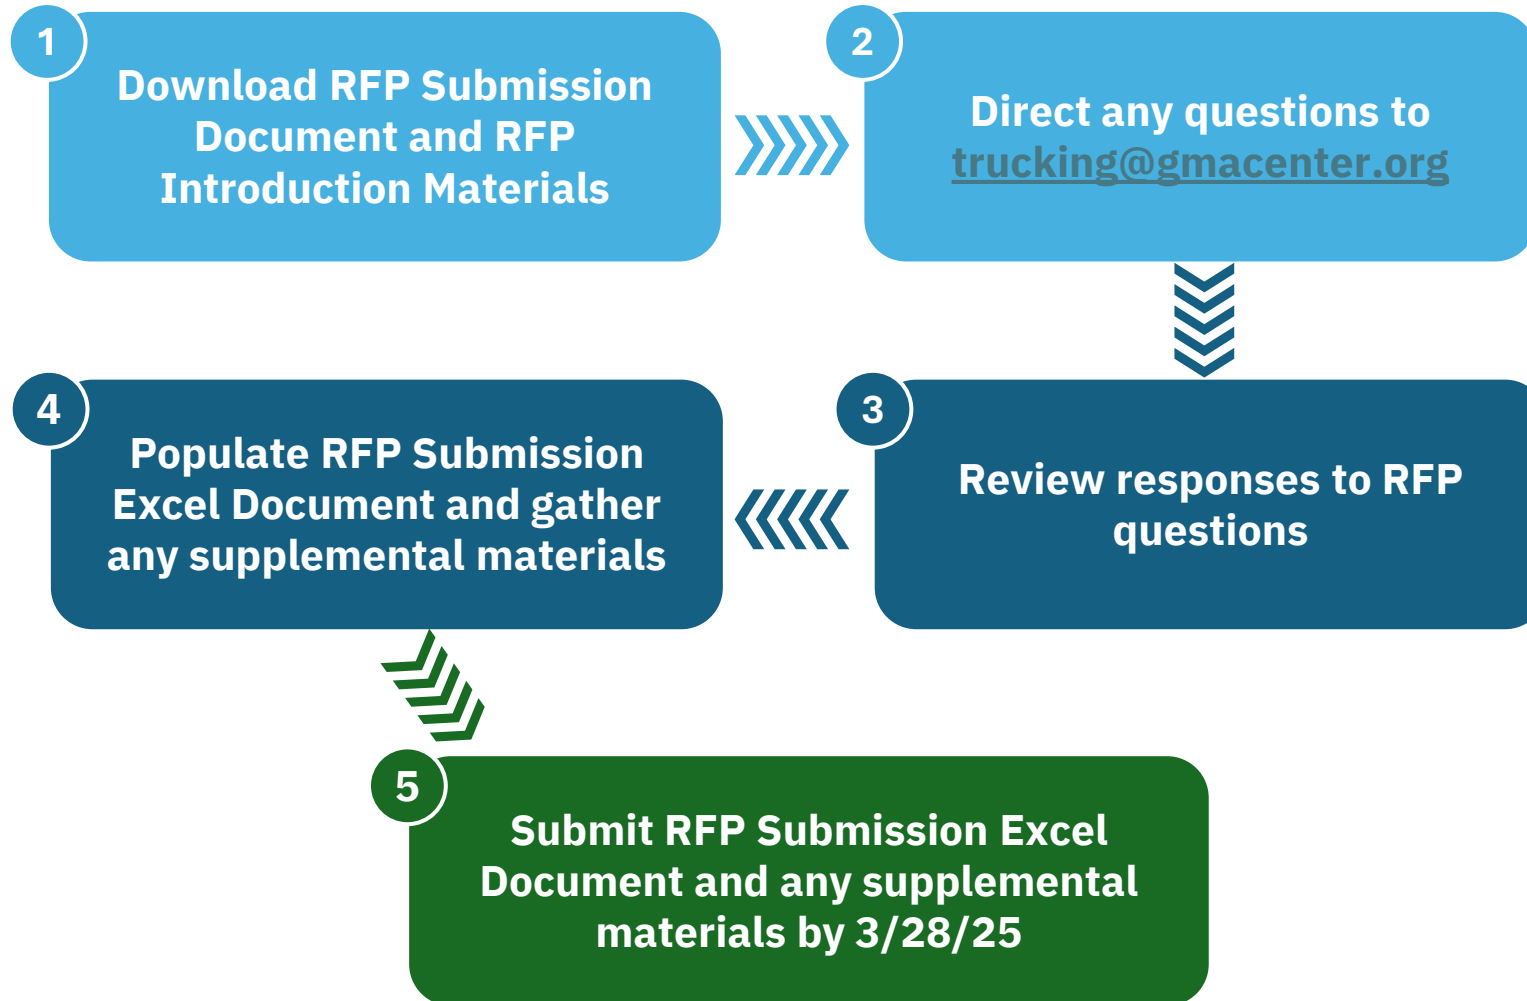 1
Download RFP Submission
Document and RFP
Introduction Materials
2
Direct any questions to
trucking@gmacenter.org
3
Review responses to RFP
questions
4
Populate RFP Submission
Excel Document and gather
any supplemental materials
5
Submit RFP Submission Excel
Document and any supplemental
materials by 3/28/25